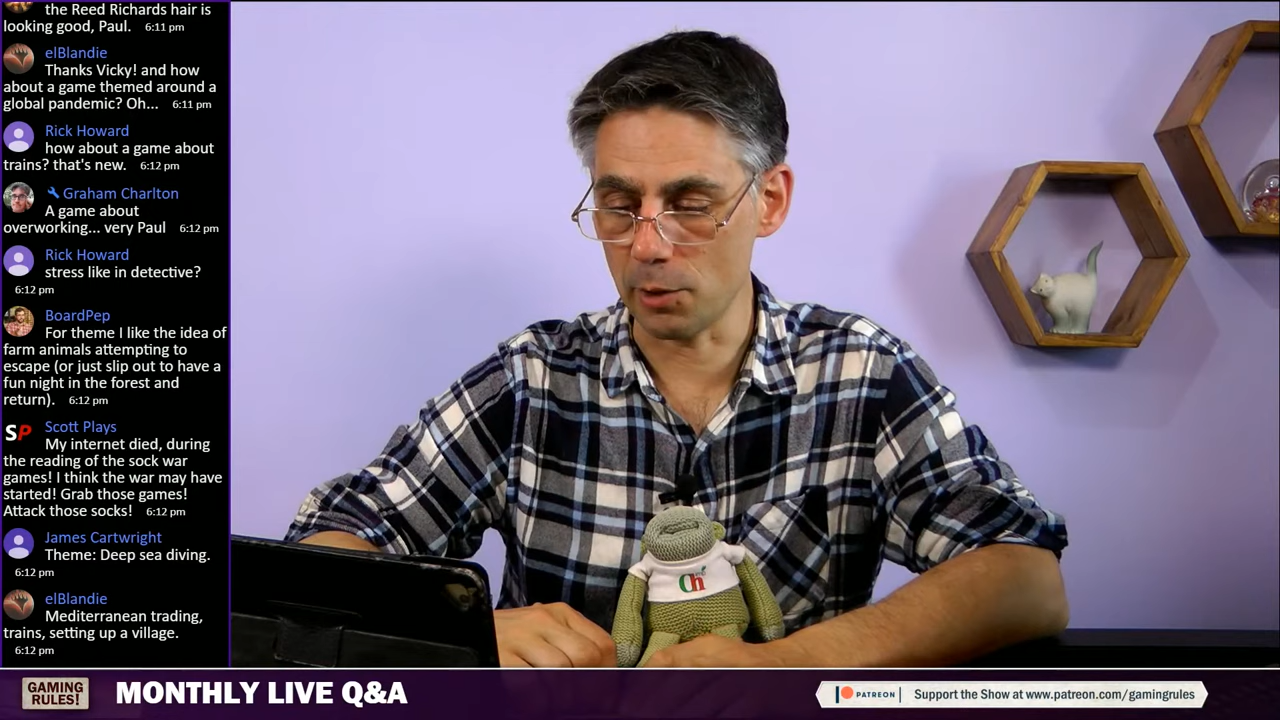 the Reed Richards hair is
looking good, Paul. 6:11 pm
elBlandie
Thanks Vicky! and how
about a game themed around a
global pandemic? Oh... 6:11 pm
Rick Howard
how about a game about
trains? that's new. 6:12 pm
Graham Charlton
A game about
overworking... very Paul 6:12 pm
Rick Howard
stress like in detective?
6:12 pm
BoardPep
For theme I like the idea of
farm animals attempting to
escape (or just slip out to have a
fun night in the forest and
return). 6:12 pm
SP Scott Plays
My internet died, during
the reading of the sock war
games! I think the war may have
started! Grab those games!
Attack those socks! 6:12 pm
James Cartwright
Theme: Deep sea diving.
6:12 pm
elBlandie
Mediterranean trading,
trains, setting up a village.
6:12 pm
GAMING
RULES!
MONTHLY LIVE Q&A
PATREON | Support the Show at www.patreon.com/gamingrules